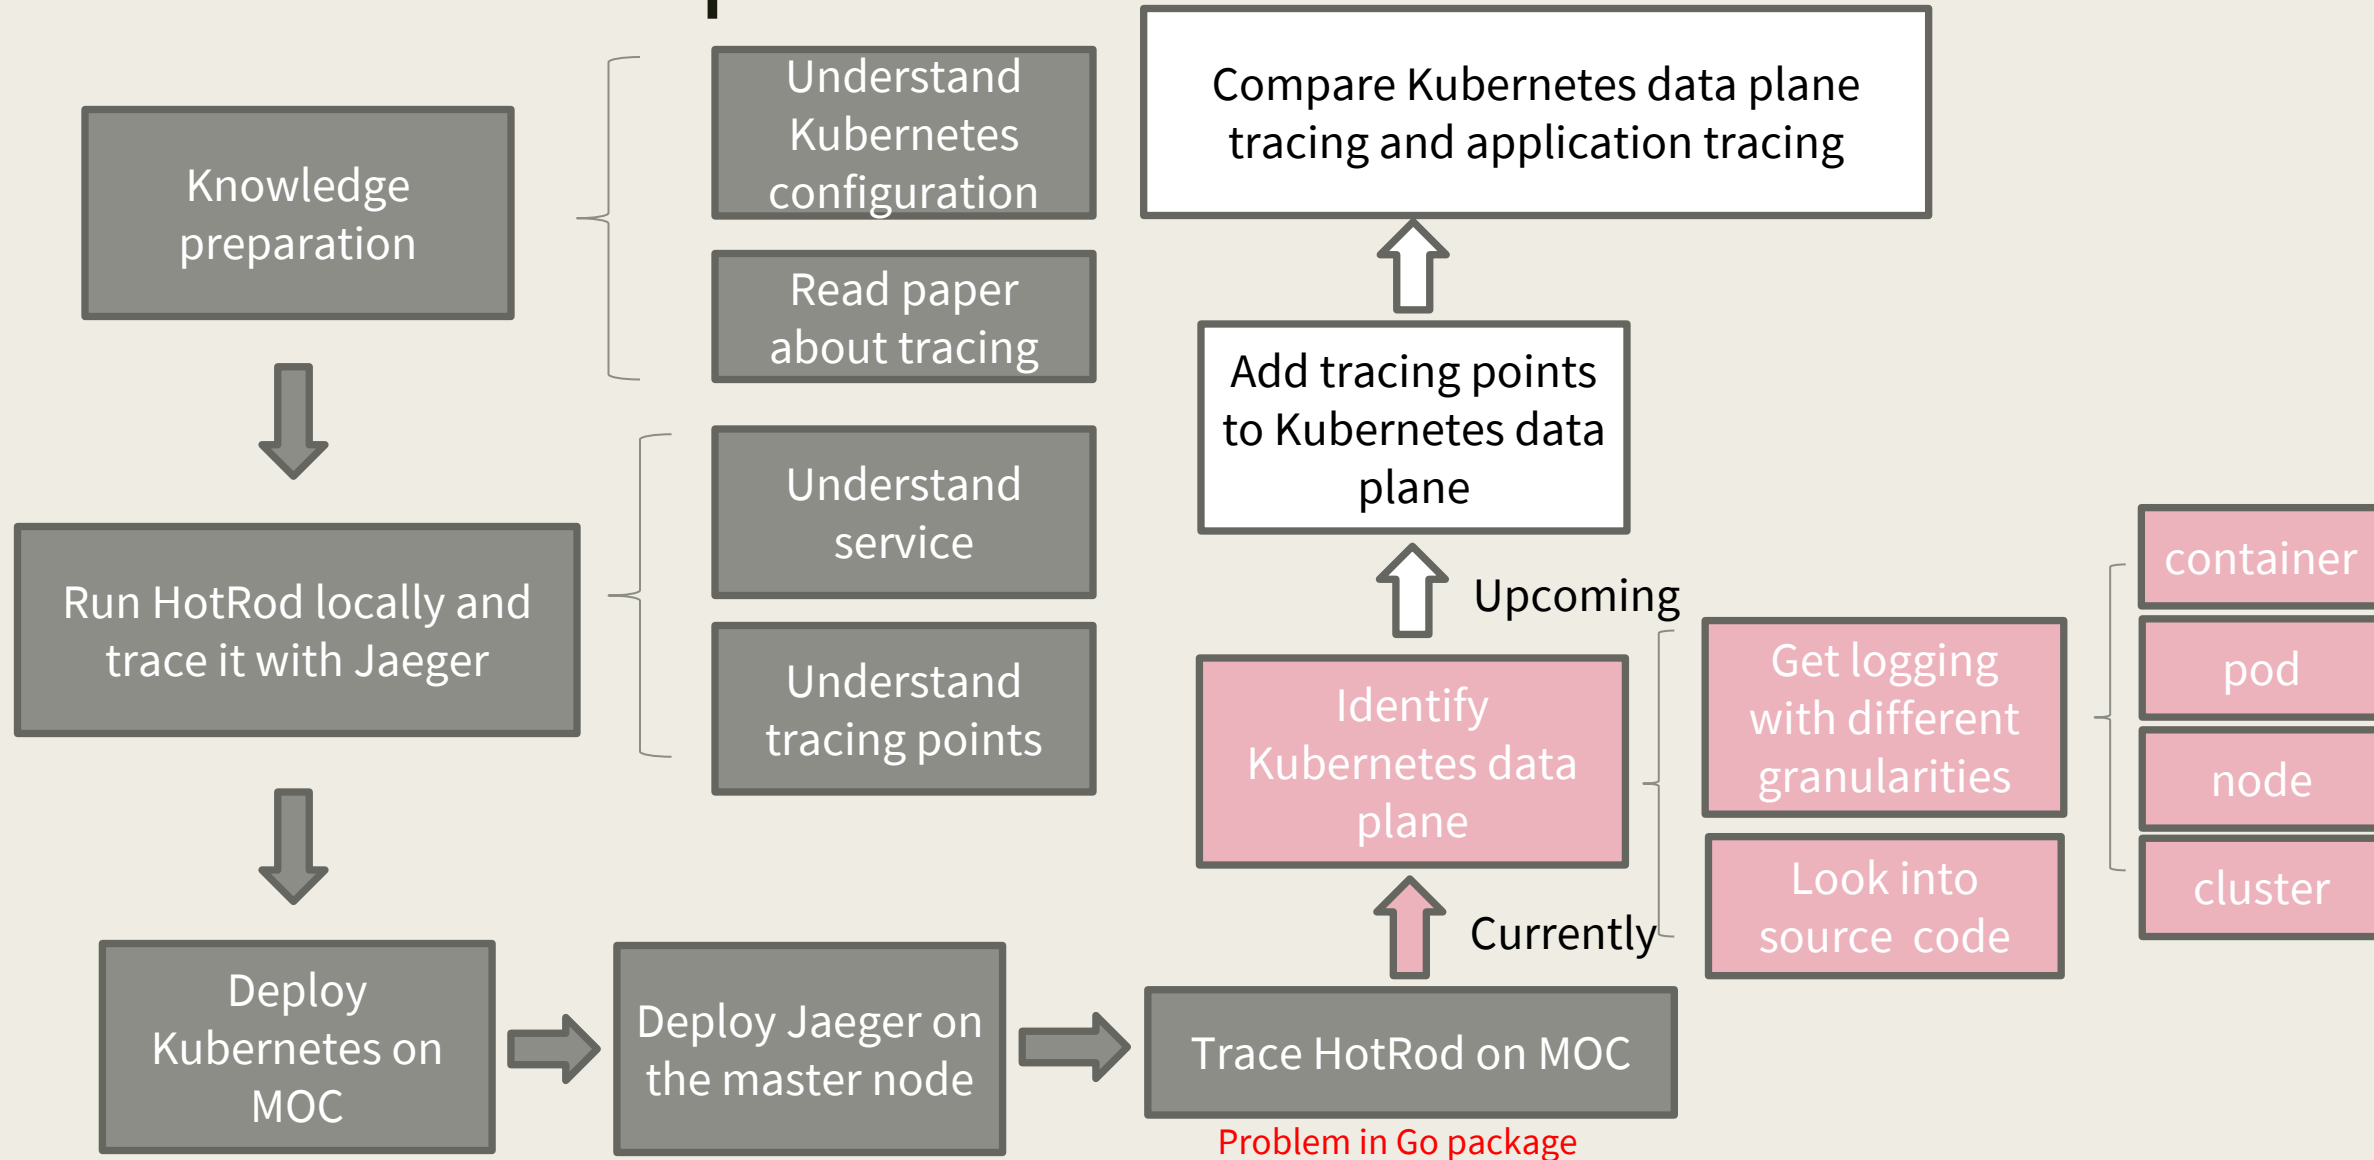 Knowledge
preparation
Understand
Kubernetes
configuration
Read paper
about tracing
Run HotRod locally and
trace it with Jaeger
Understand
service
Understand
tracing points
Deploy
Kubernetes on
MOC
Deploy Jaeger on
the master node
Trace HotRod on MOC
Problem in Go package
Currently
Identify
Kubernetes data
plane
Get logging
with different
granularities
container
pod
node
cluster
Look into
source code
Upcoming
Add tracing points
to Kubernetes data
plane
Compare Kubernetes data plane
tracing and application tracing